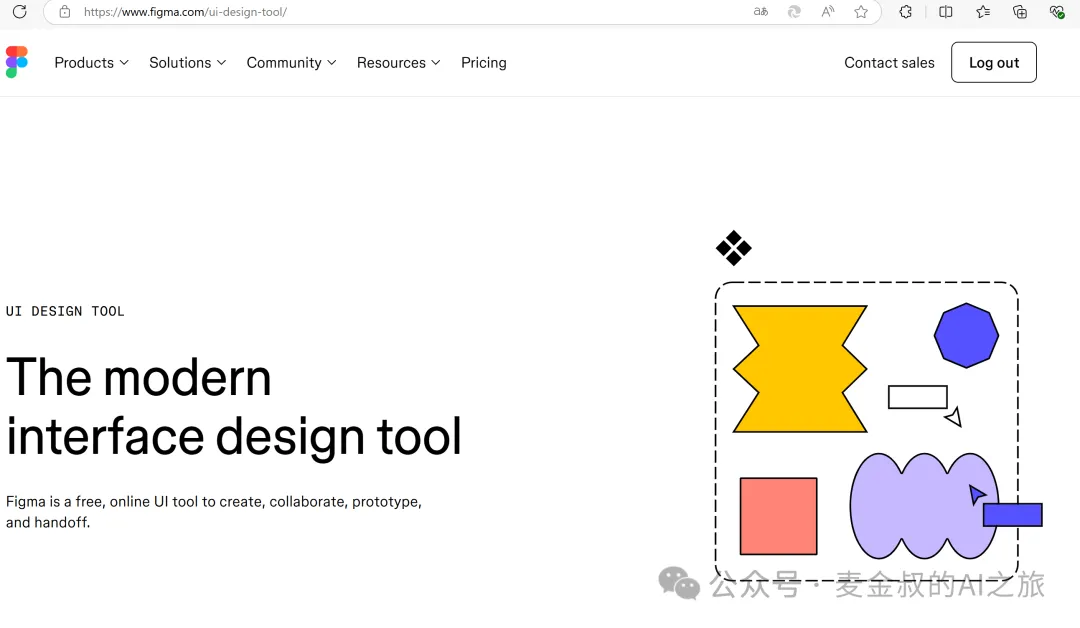 https://www.figma.com/ui-design-tool/
Products Solutions Community Resources Pricing Contact sales Log out
UI DESIGN TOOL
The modern
interface design tool
Figma is a free, online UI tool to create, collaborate, prototype,
and handoff.
公众号 · 麦金叔的AI之旅